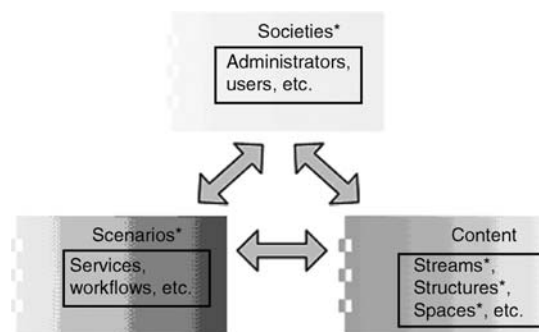 Societies*
Administrators,
users, etc.
Scenarios*
Services,
workflows, etc.
Content
Streams*,
Structures*,
Spaces*, etc.